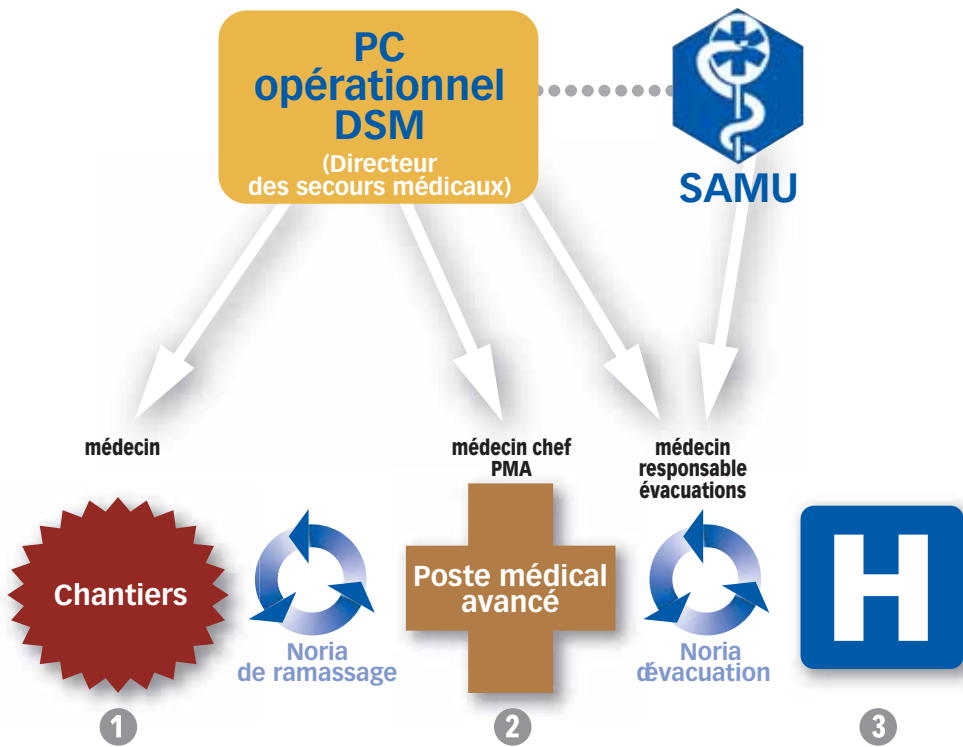 PC
opérationnel
DSM
(Directeur
des secours médicaux)
SAMU
médecin
médecin chef
PMA
médecin
responsable
évacuations
Chantiers
Noria
de ramassage
Poste médical
avancé
Noria
d'évacuation
H
1
2
3